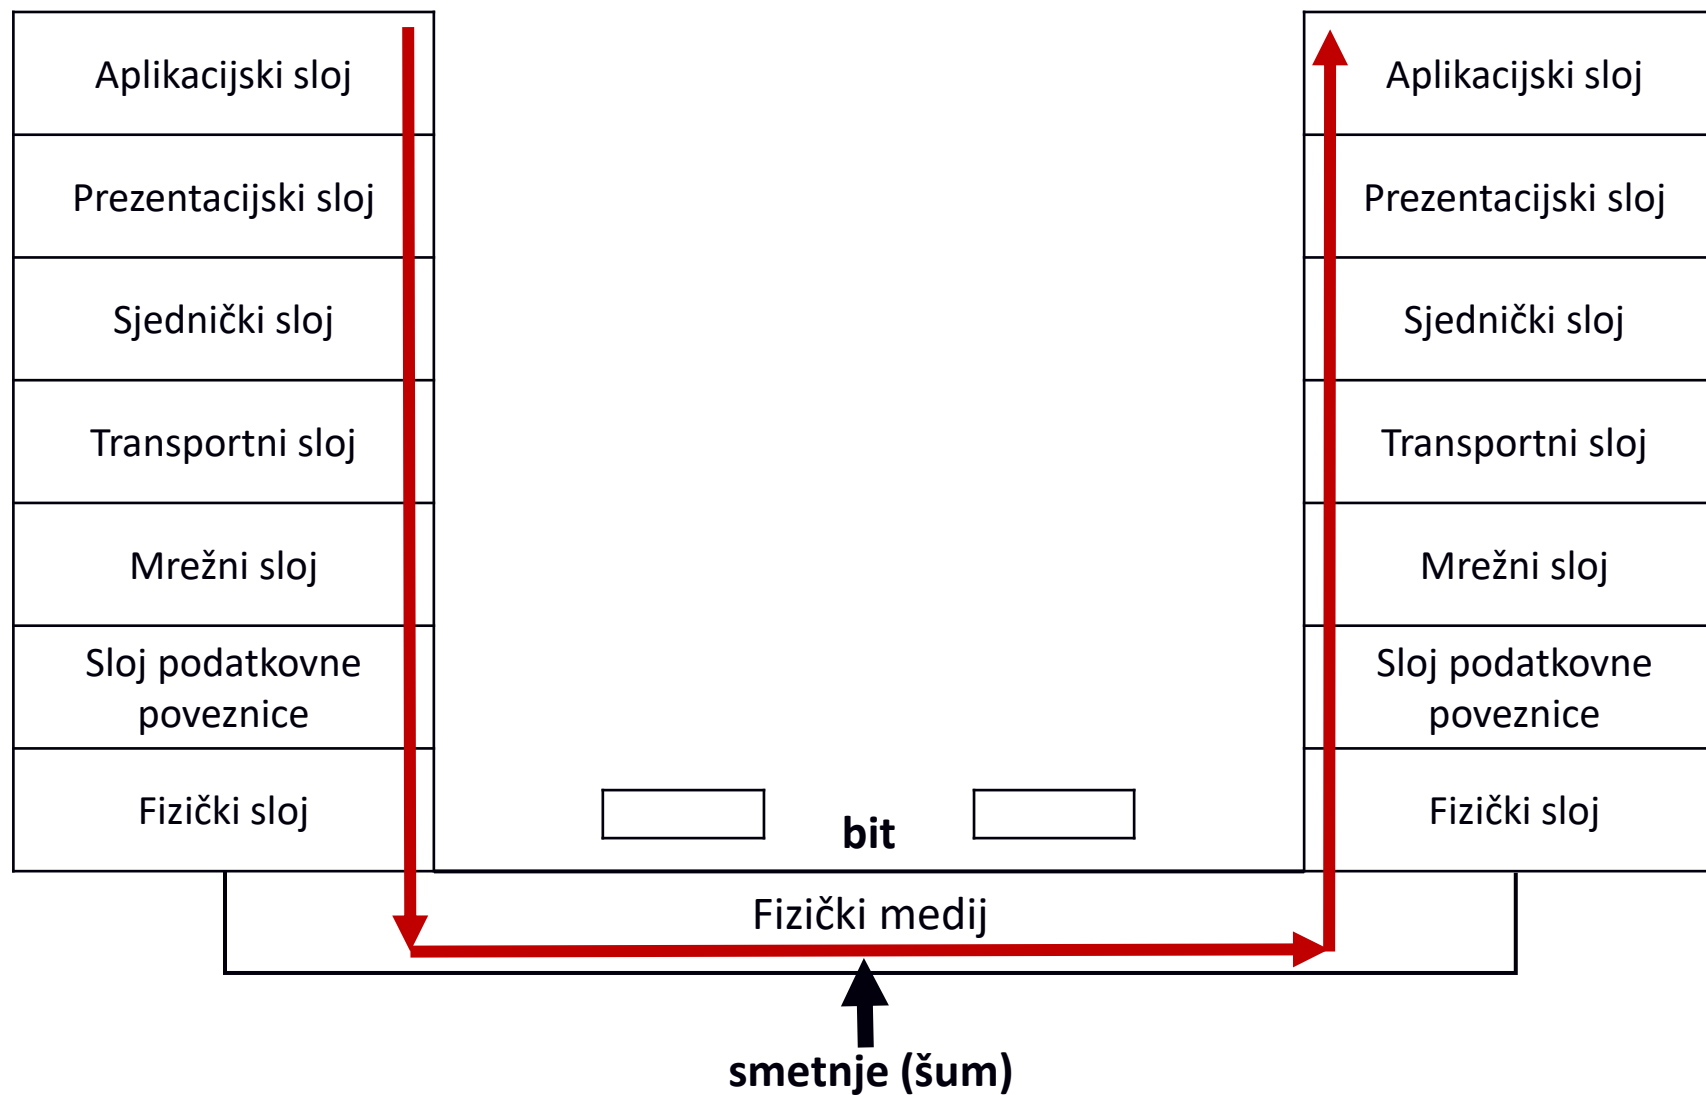 Aplikacijski sloj
Prezentacijski sloj
Sjednički sloj
Transportni sloj
Mrežni sloj
Sloj podatkovne
poveznice
Fizički sloj
bit
Fizički medij
smetnje (šum)
Aplikacijski sloj
Prezentacijski sloj
Sjednički sloj
Transportni sloj
Mrežni sloj
Sloj podatkovne
poveznice
Fizički sloj